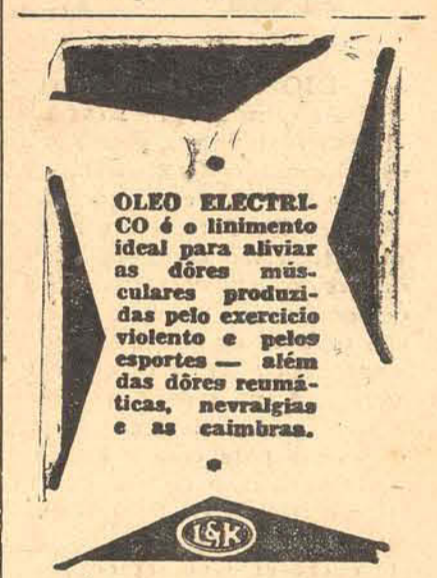 OLEO ELECTRI-
CO é o linimento
ideal para aliviar
as dôres mús-
culares produzi-
das pelo exercicio
violento e pelos
esportes — além
das dôres reumá-
ticas, nevralgias
e as caimbras.
L&K